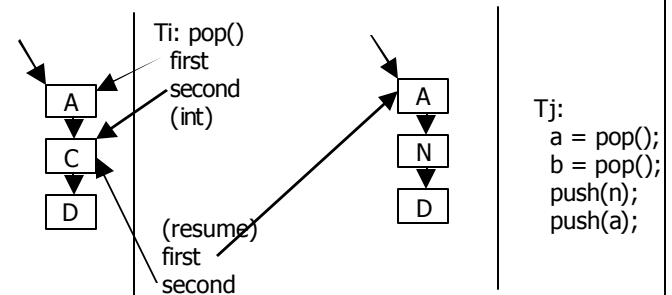 Ti: pop()
first
second
(int)
A
C
D
(resume)
first
second
A
N
D
Tj:
a = pop();
b = pop();
push(n);
push(a);